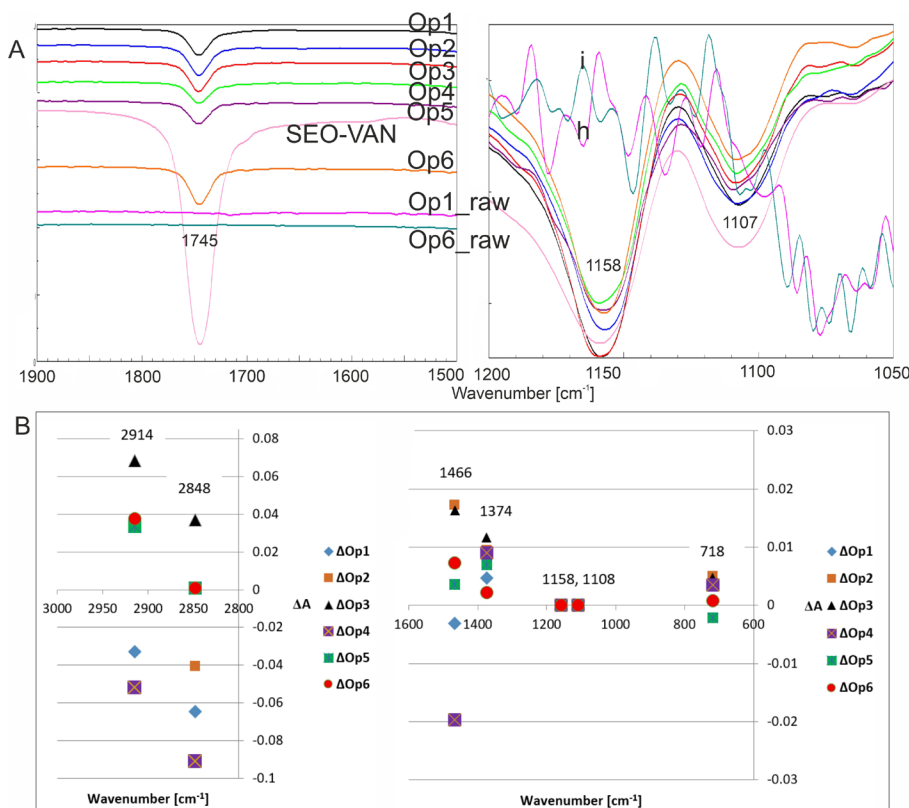 A
Op1
Op2
Op3
Op4
Op5
SEO-VAN
Op6
Op1_raw
Op6_raw
1745
1900 1800 1700 1600 1500
i
h
1158
1107
1200 1150 1100 1050
Wavenumber [cm⁻¹]
B
2914
2848
0.08
0.06
0.04
0.02
0
3000 2950 2900 2850 2800
-0.02
-0.04
-0.06
-0.08
-0.1
ΔA
ΔOp1
ΔOp2
ΔOp3
ΔOp4
ΔOp5
ΔOp6
Wavenumber [cm⁻¹]
1466
1374
1158, 1108
718
0.03
0.02
0.01
0
1600 1400 1200 1000 800 600
-0.01
-0.02
-0.03
ΔA
ΔOp1
ΔOp2
ΔOp3
ΔOp4
ΔOp5
ΔOp6
Wavenumber [cm⁻¹]